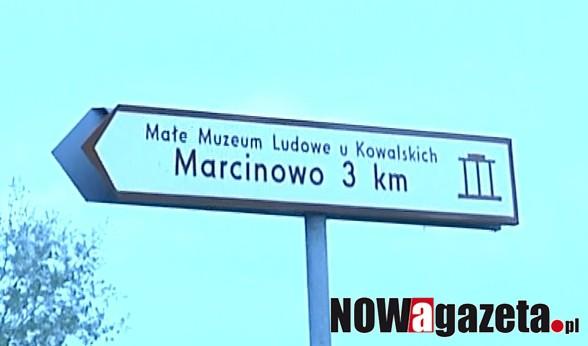 Małe Muzeum Ludowe u Kowalskich
Marcinowo 3 km
NOWagazeta.pl